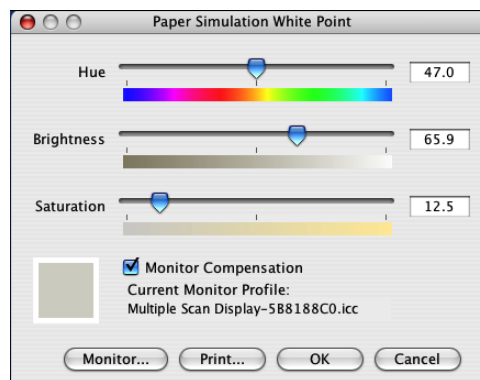 Paper Simulation White Point
Hue 47.0
Brightness 65.9
Saturation 12.5
Monitor Compensation
Current Monitor Profile:
Multiple Scan Display-5B8188C0.icc
Monitor... Print... OK Cancel